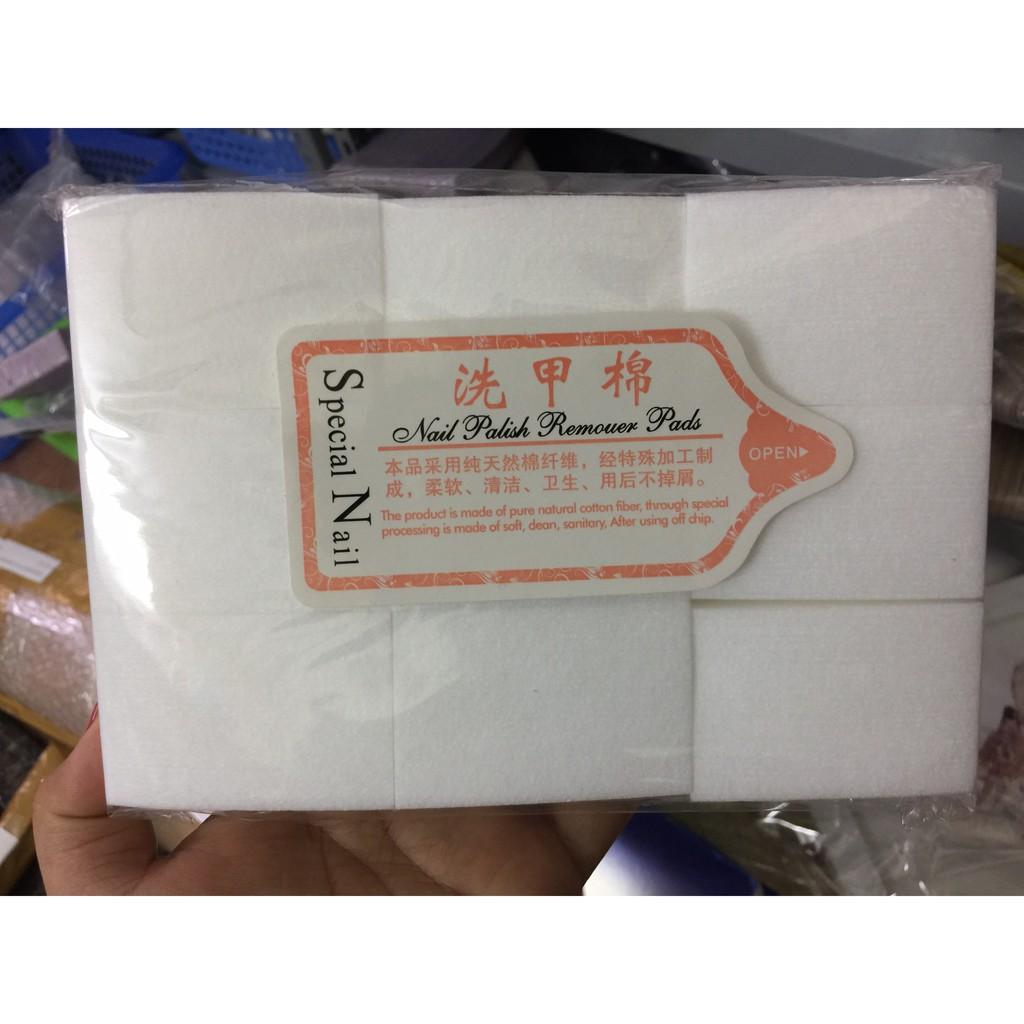 Special Nail
洗甲棉
Nail Palish Remouer Pads
本品采用纯天然棉纤维，经特殊加工制
成，柔软、清洁、卫生、用后不掉屑。
The product is made of pure natural cotton fiber, through special
processing is made of soft, dean, sanitary, After using off chip.
OPEN▶